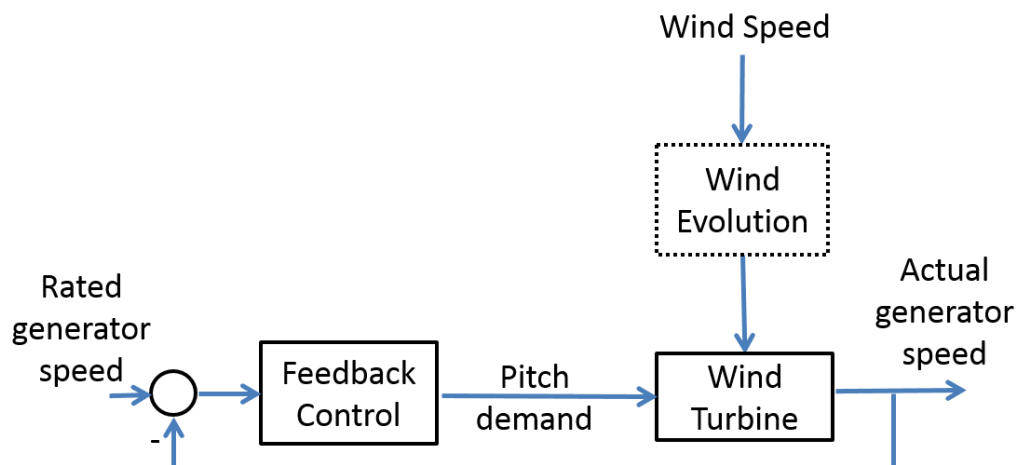 Wind Speed
Wind
Evolution
Rated
generator
speed
Feedback
Control
Pitch
demand
Wind
Turbine
Actual
generator
speed
-